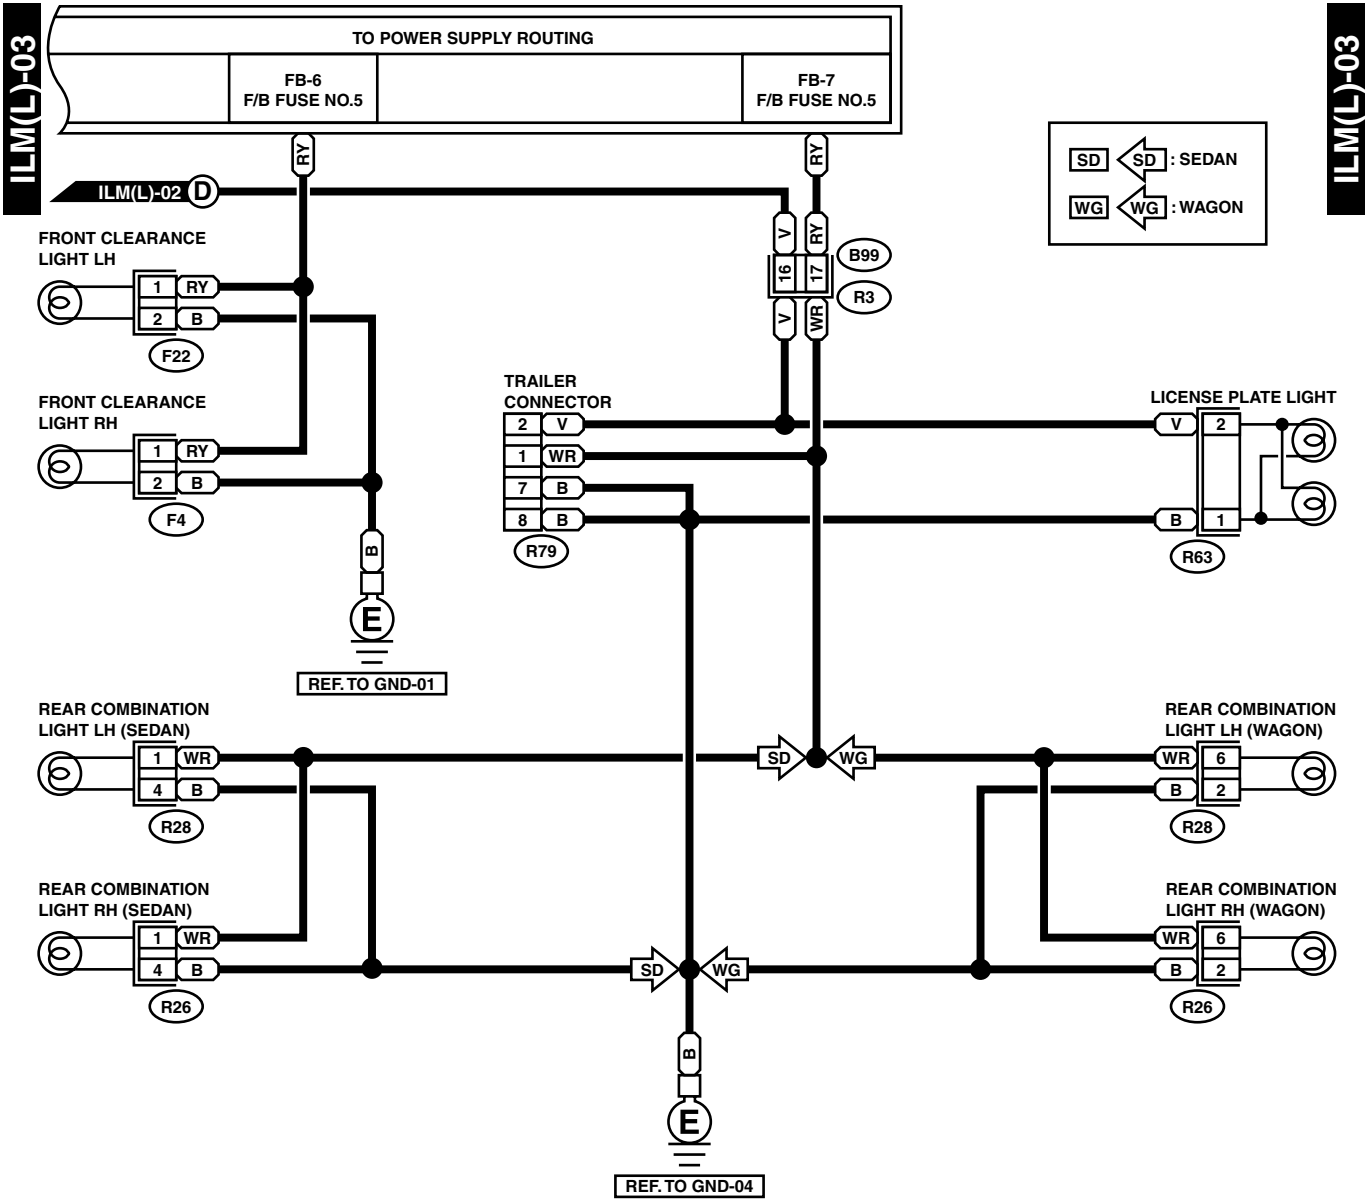 ILM(L)-03
ILM(L)-03
TO POWER SUPPLY ROUTING
FB-6
F/B FUSE NO.5
FB-7
F/B FUSE NO.5
RY
RY
SD SD : SEDAN
WG WG : WAGON
ILM(L)-02 D
V RY
16 17
B99
R3
V WR
FRONT CLEARANCE
LIGHT LH
1 RY
2 B
F22
FRONT CLEARANCE
LIGHT RH
1 RY
2 B
F4
B
E
REF. TO GND-01
TRAILER
CONNECTOR
2 V
1 WR
7 B
8 B
R79
LICENSE PLATE LIGHT
V 2
B 1
R63
REAR COMBINATION
LIGHT LH (SEDAN)
1 WR
4 B
R28
SD WG
REAR COMBINATION
LIGHT LH (WAGON)
WR 6
B 2
R28
REAR COMBINATION
LIGHT RH (SEDAN)
1 WR
4 B
R26
SD WG
REAR COMBINATION
LIGHT RH (WAGON)
WR 6
B 2
R26
B
E
REF. TO GND-04